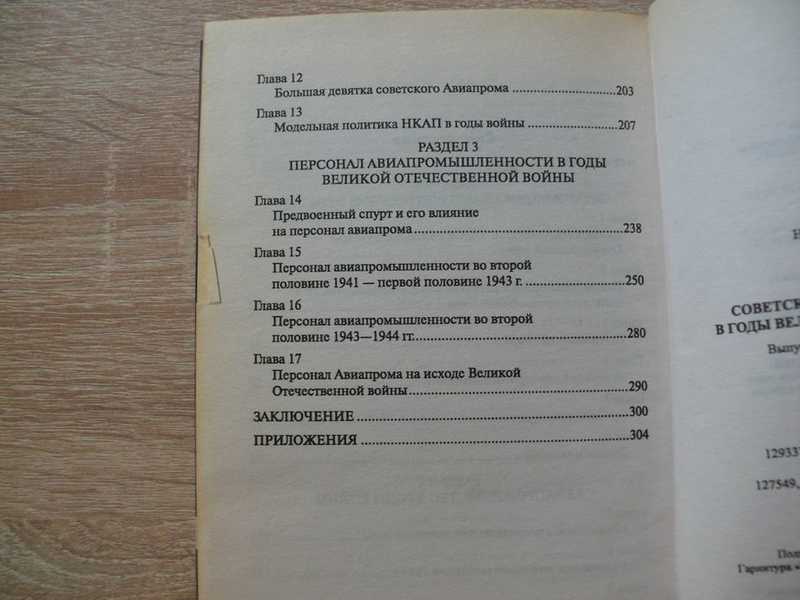 Глава 12
Большая девятка советского Авиапрома ..............................203
Глава 13
Модельная политика НКАП в годы войны ..........................207
РАЗДЕЛ 3
ПЕРСОНАЛ АВИАПРОМЫШЛЕННОСТИ В ГОДЫ
ВЕЛИКОЙ ОТЕЧЕСТВЕННОЙ ВОЙНЫ
Глава 14
Предвоенный спурт и его влияние
на персонал авиапрома..........................................................238
Глава 15
Персонал авиапромышленности во второй
половине 1941 — первой половине 1943 г. ............................250
Глава 16
Персонал авиапромышленности во второй
половине 1943—1944 гг...........................................................280
Глава 17
Персонал Авиапрома на исходе Великой
Отечественной войны............................................................290
ЗАКЛЮЧЕНИЕ ........................................................................300
ПРИЛОЖЕНИЯ ........................................................................304
СОВЕТСК
В ГОДЫ ВЕЛ
Выпу
12933
127549,
Гарнитура